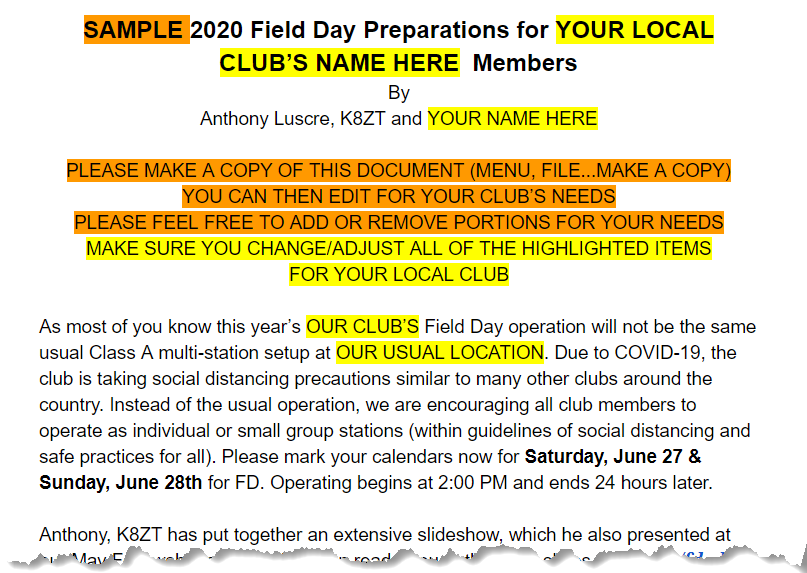 SAMPLE 2020 Field Day Preparations for YOUR LOCAL
CLUB’S NAME HERE Members
By
Anthony Luscre, K8ZT and YOUR NAME HERE
PLEASE MAKE A COPY OF THIS DOCUMENT (MENU, FILE...MAKE A COPY)
YOU CAN THEN EDIT FOR YOUR CLUB’S NEEDS
PLEASE FEEL FREE TO ADD OR REMOVE PORTIONS FOR YOUR NEEDS
MAKE SURE YOU CHANGE/ADJUST ALL OF THE HIGHLIGHTED ITEMS
FOR YOUR LOCAL CLUB
As most of you know this year’s OUR CLUB’S Field Day operation will not be the same
usual Class A multi-station setup at OUR USUAL LOCATION. Due to COVID-19, the
club is taking social distancing precautions similar to many other clubs around the
country. Instead of the usual operation, we are encouraging all club members to
operate as individual or small group stations (within guidelines of social distancing and
safe practices for all). Please mark your calendars now for Saturday, June 27 &
Sunday, June 28th for FD. Operating begins at 2:00 PM and ends 24 hours later.
Anthony, K8ZT has put together an extensive slideshow, which he also presented at
May